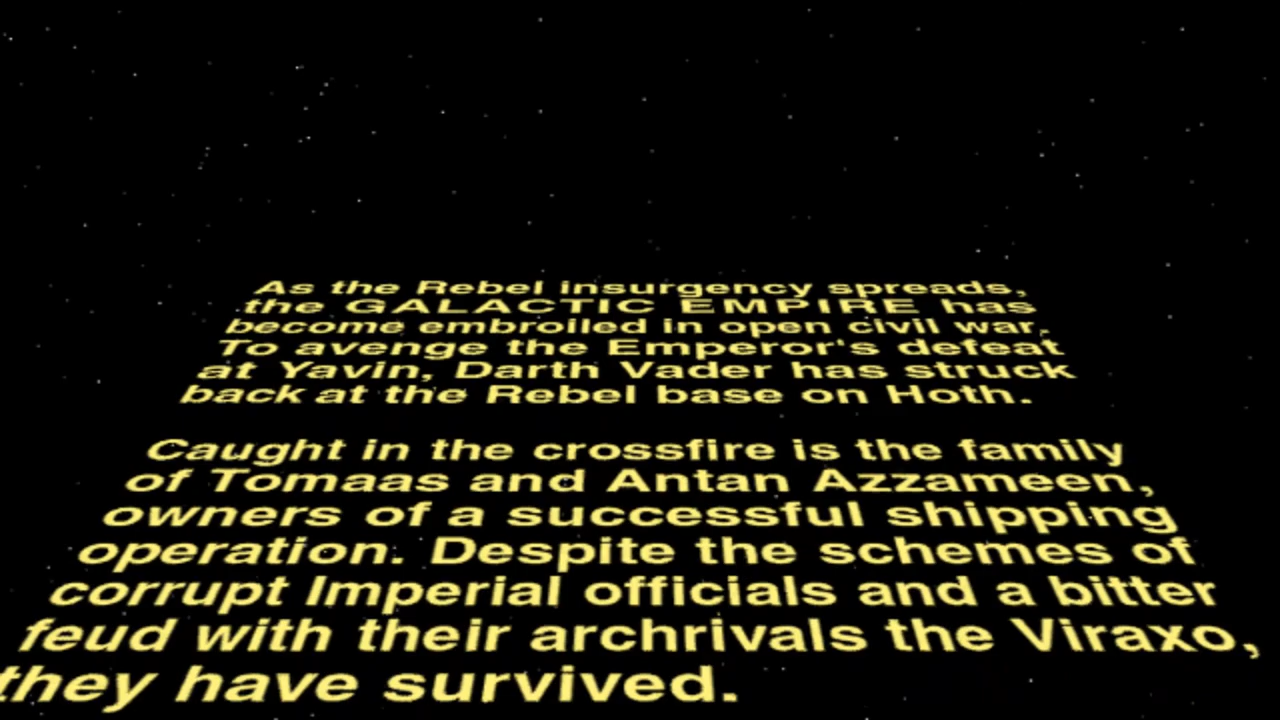 As the Rebel insurgency spreads,
the GALACTIC EMPIRE has
become embroiled in open civil war.
To avenge the Emperor's defeat
at Yavin, Darth Vader has struck
back at the Rebel base on Hoth.
Caught in the crossfire is the family
of Tomaas and Antan Azzameen,
owners of a successful shipping
operation. Despite the schemes of
corrupt Imperial officials and a bitter
feud with their archrivals the Viraxo,
they have survived.